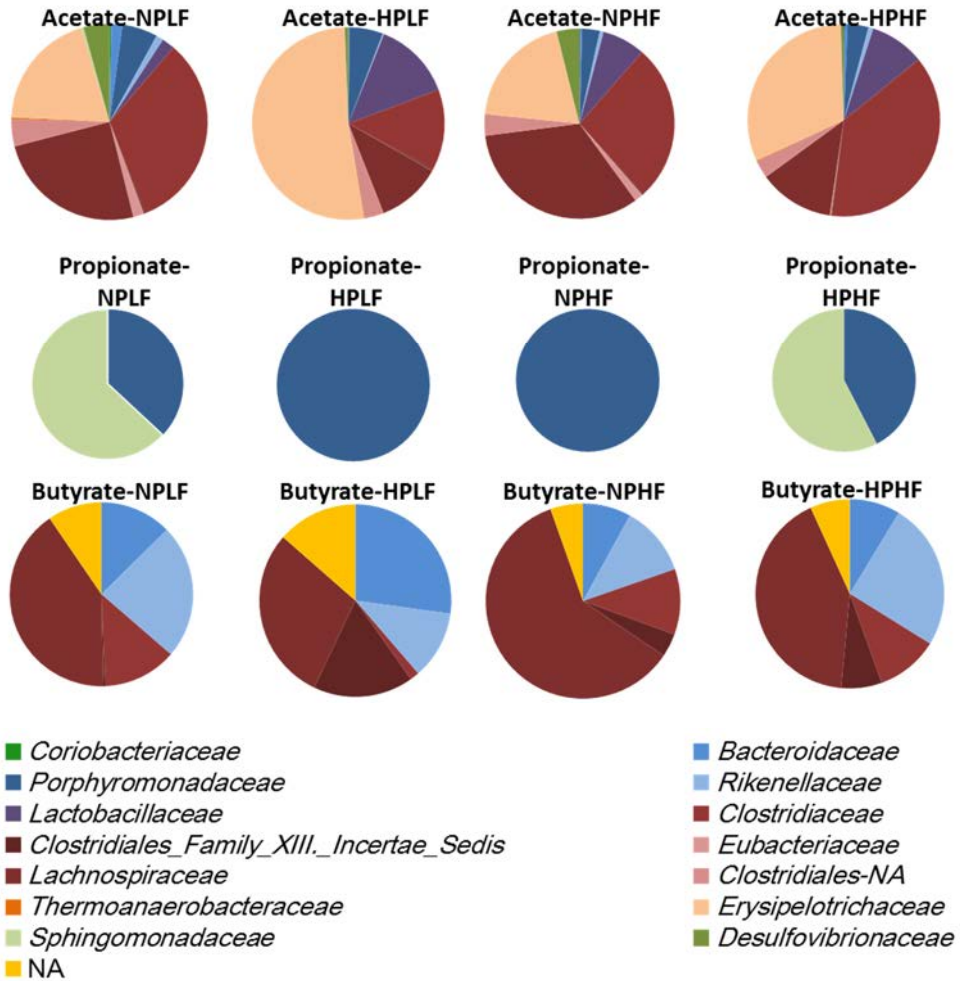 Acetate-NPLF
Acetate-HPLF
Acetate-NPHF
Acetate-HPHF
Propionate-
NPLF
Propionate-
HPLF
Propionate-
NPHF
Propionate-
HPHF
Butyrate-NPLF
Butyrate-HPLF
Butyrate-NPHF
Butyrate-HPHF
Coriobacteriaceae
Porphyromonadaceae
Lactobacillaceae
Clostridiales_Family_XIII._Incertae_Sedis
Lachnospiraceae
Thermoanaerobacteraceae
Sphingomonadaceae
NA
Bacteroidaceae
Rikenellaceae
Clostridiaceae
Eubacteriaceae
Clostridiales-NA
Erysipelotrichaceae
Desulfovibrionaceae